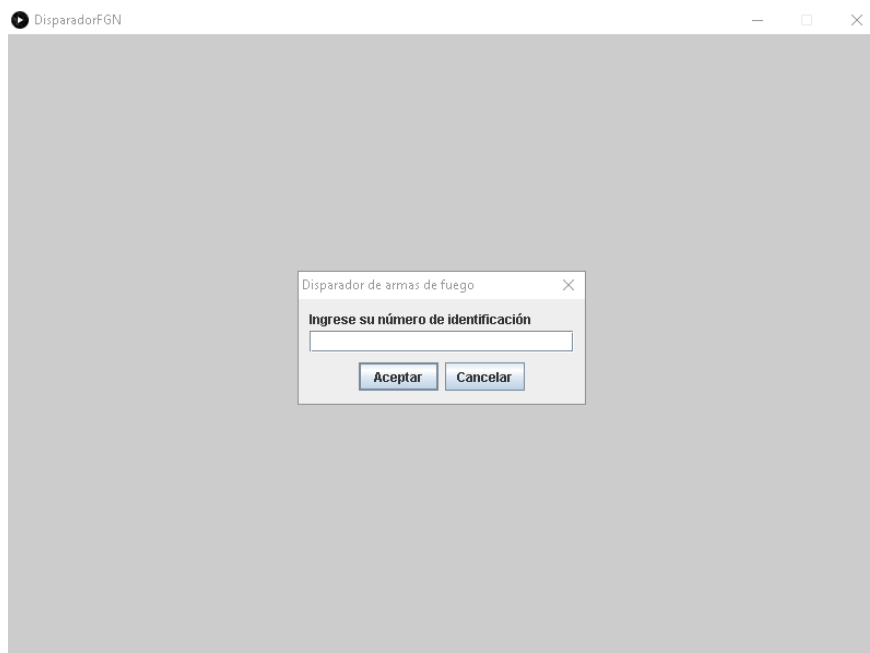 DisparadorFGN
Disparador de armas de fuego
Ingrese su número de identificación
Aceptar Cancelar